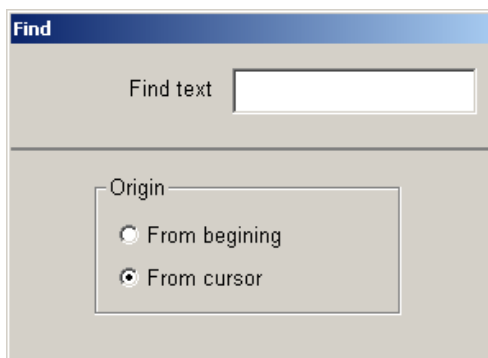 Find
Find text
Origin
From begining
From cursor